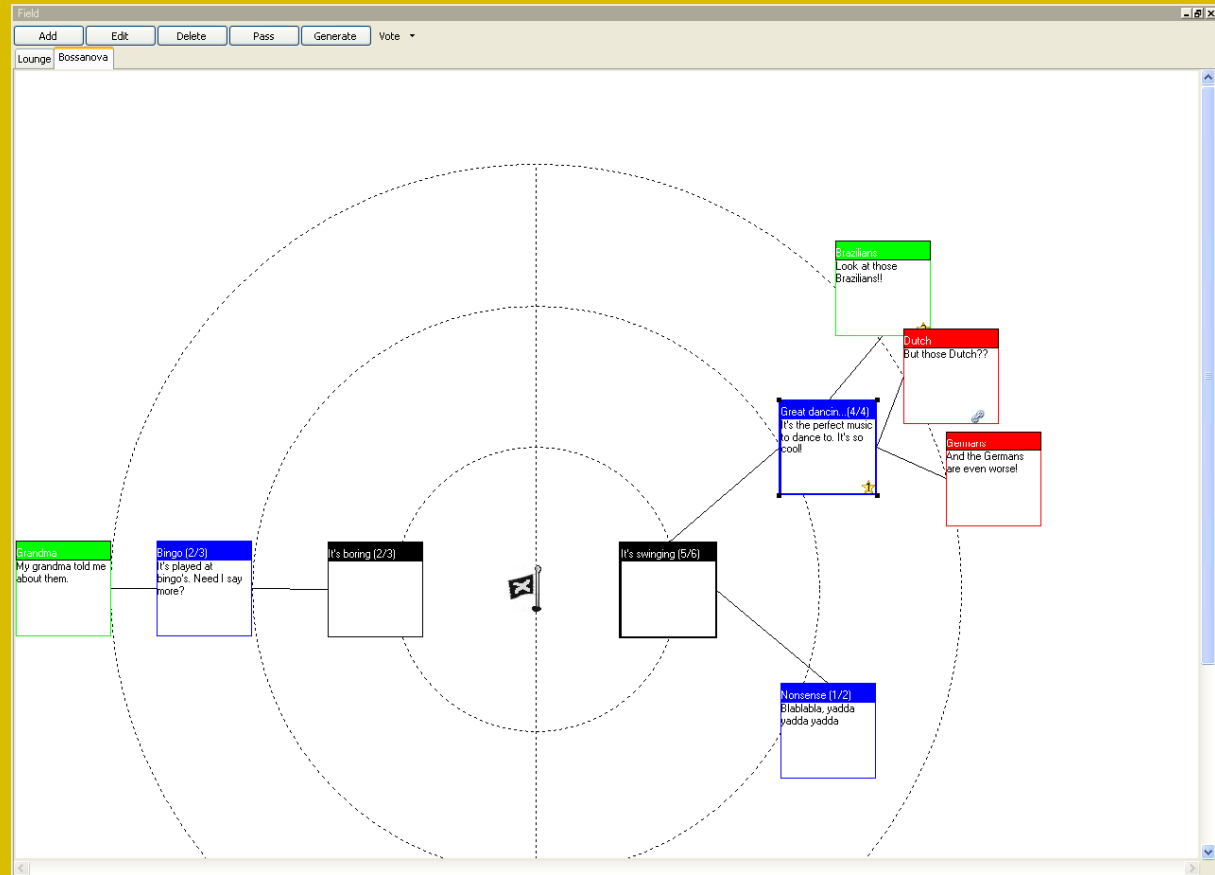 Field
Add Edit Delete Pass Generate Vote
Lounge Bossanova
Brazilians
Look at those
Brazilians!!
Dutch
But those Dutch??
Great dancin...(4/4)
It's the perfect music
to dance to. It's so
cool!
1
Germans
And the Germans
are even worse!
Grandma
My grandma told me
about them.
Bingo (2/3)
It's played at
bingo's. Need I say
more?
It's boring (2/3)
It's swinging (5/6)
Nonsense (1/2)
Blablabla, yadda
yadda yadda